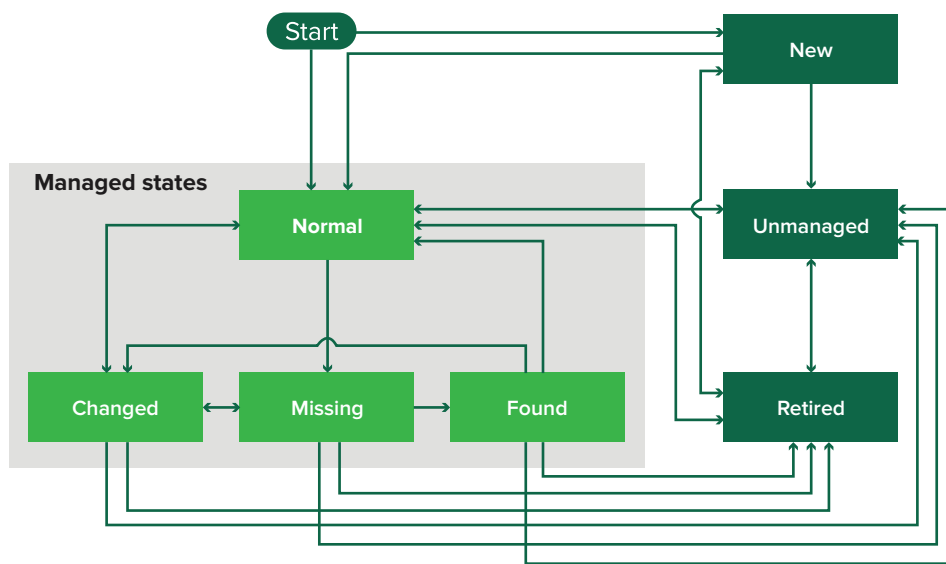 Start
New
Managed states
Normal
Unmanaged
Changed
Missing
Found
Retired